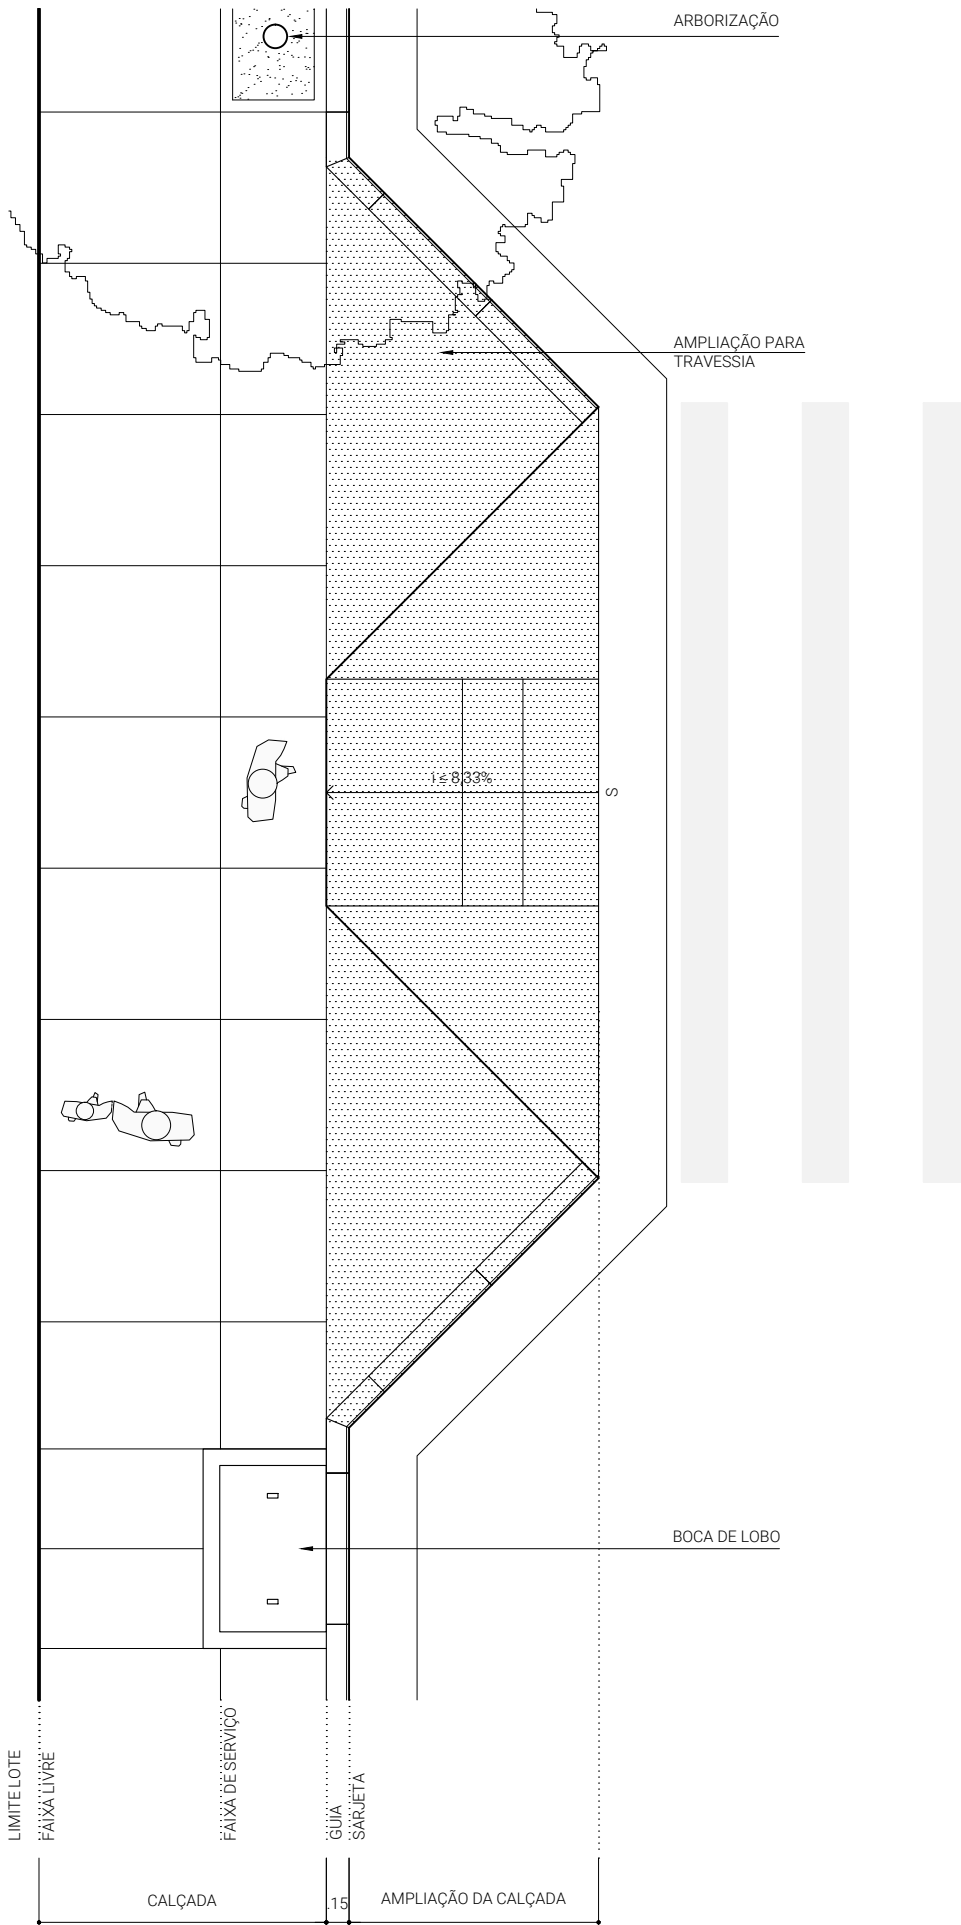 ARBORIZAÇÃO
AMPLIAÇÃO PARA
TRAVESSIA
i ≤ 8,33%
S
BOCA DE LOBO
LIMITE LOTE
FAIXA LIVRE
FAIXA DE SERVIÇO
GUIA
SARJETA
CALÇADA
.15
AMPLIAÇÃO DA CALÇADA